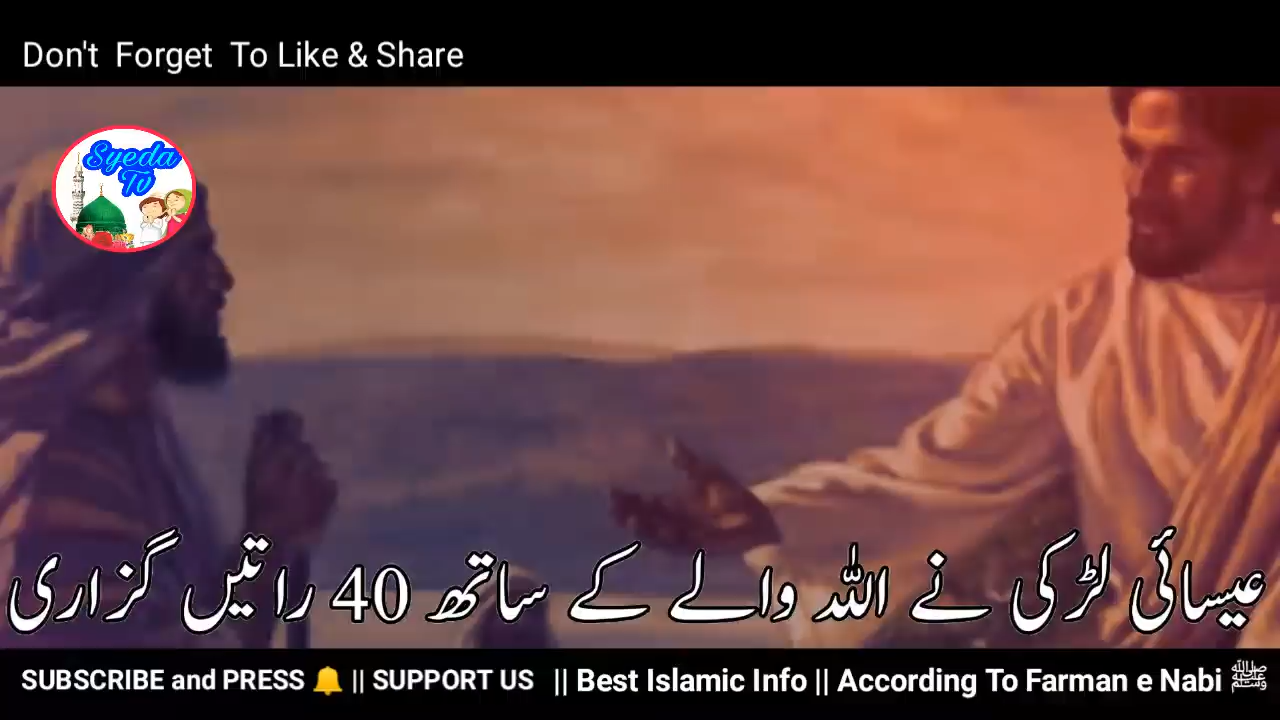 Don't Forget To Like & Share
Syeda
Tv
عیسائی لڑکی نے اللہ والے کے ساتھ 40 راتیں گزاری
SUBSCRIBE and PRESS 🔔 || SUPPORT US || Best Islamic Info || According To Farman e Nabi ﷺ